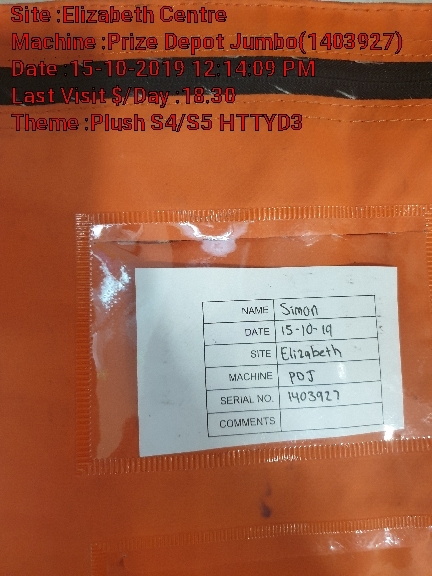 Site :Elizabeth Centre
Machine :Prize Depot Jumbo(1403927)
Date :15-10-2019 12:14:09 PM
Last Visit $/Day :18.30
Theme :Plush S4/S5 HTTYD3
NAME Simon
DATE 15-10-19
SITE Elizabeth
MACHINE PDJ
SERIAL NO. 1403927
COMMENTS